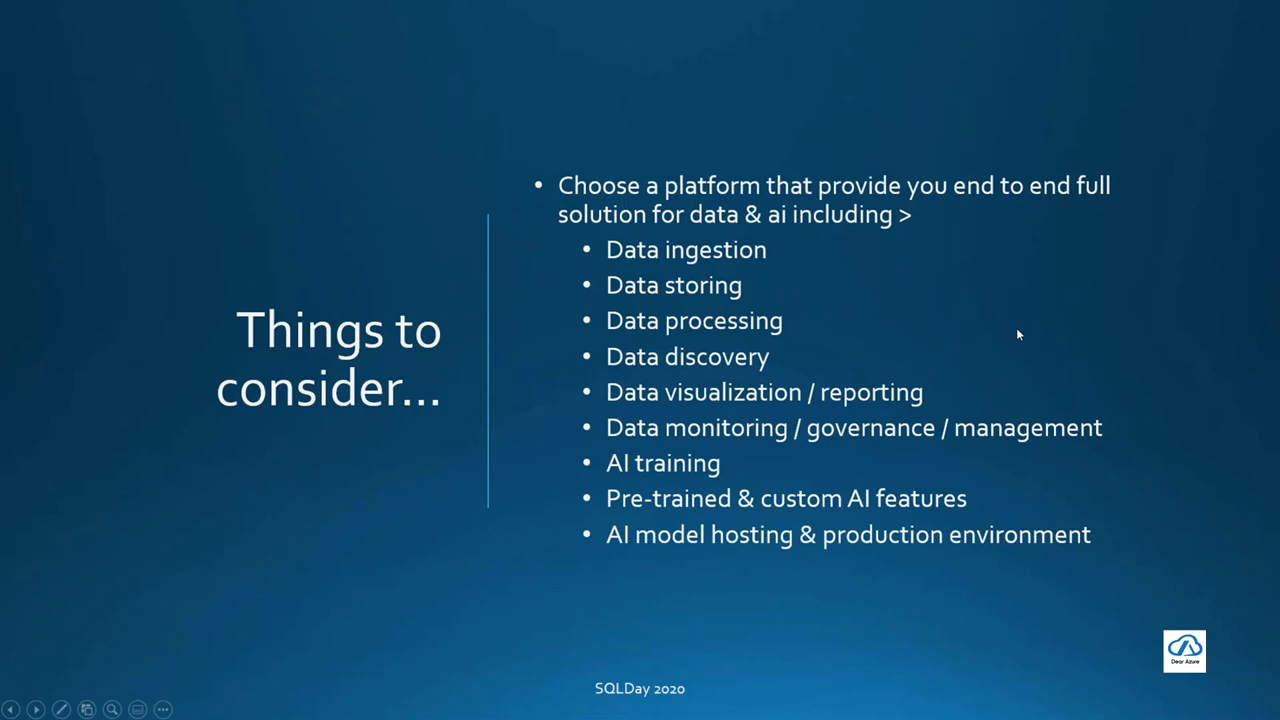 Things to
consider...
• Choose a platform that provide you end to end full
solution for data & ai including >
• Data ingestion
• Data storing
• Data processing
• Data discovery
• Data visualization / reporting
• Data monitoring / governance / management
• AI training
• Pre-trained & custom AI features
• AI model hosting & production environment
Dear Azure
SQLDay 2020